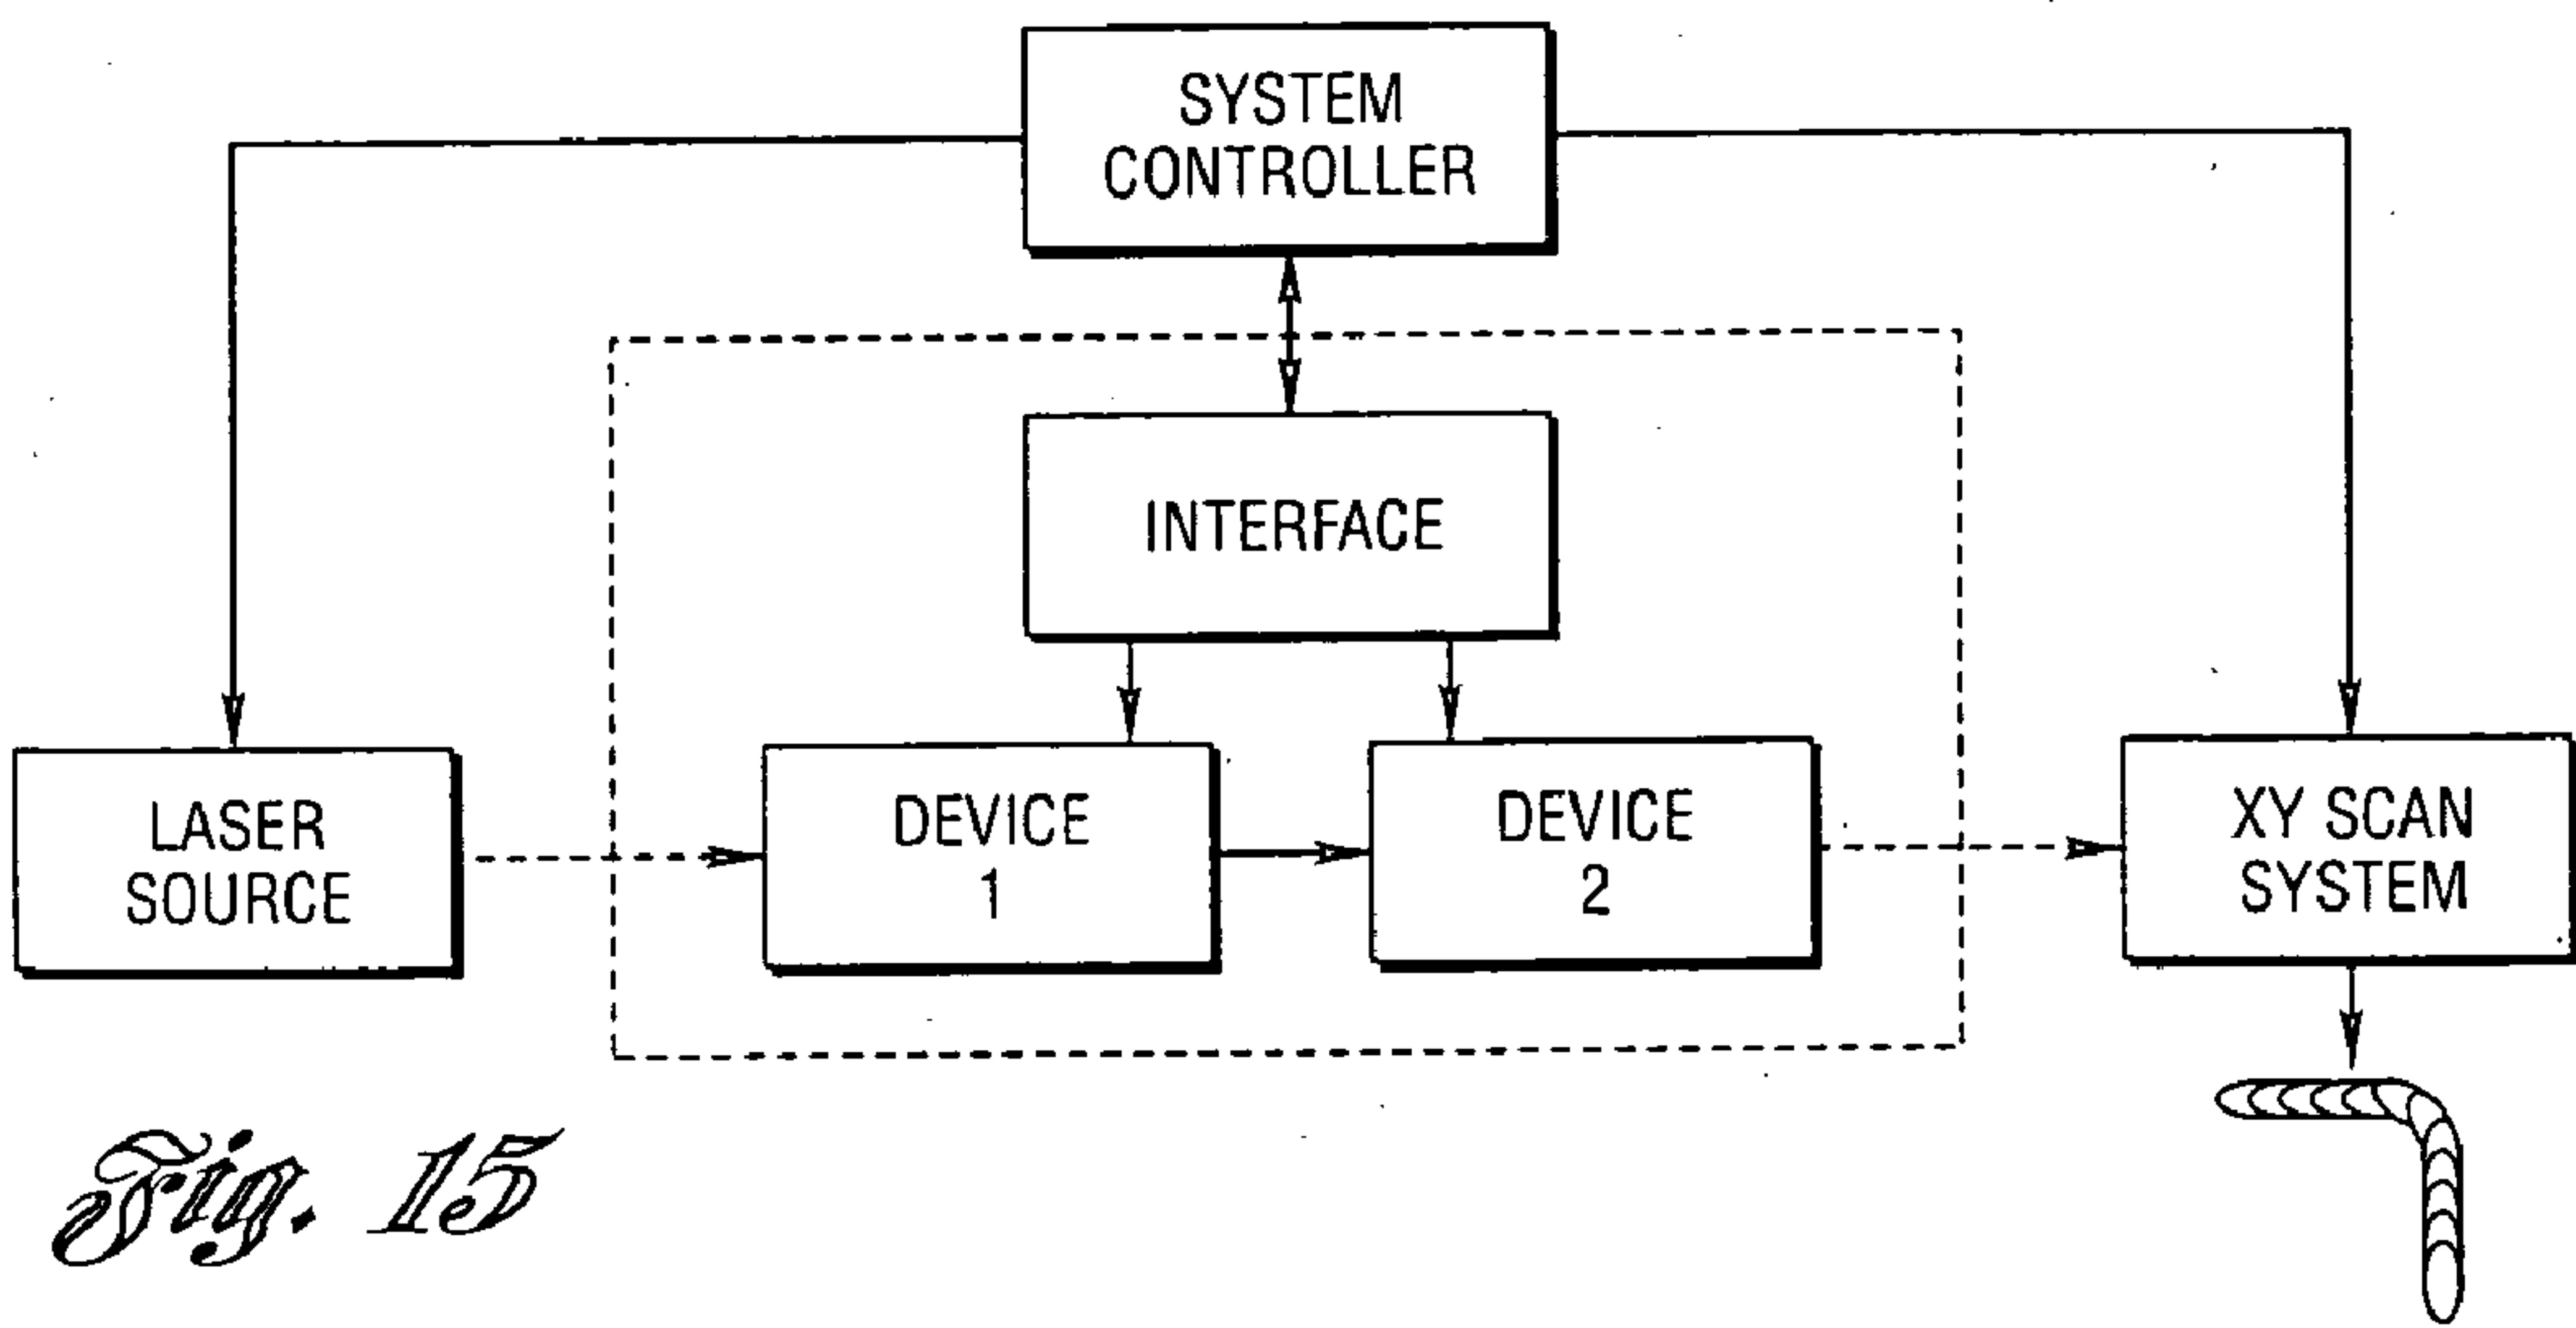 SYSTEM
CONTROLLER
INTERFACE
LASER
SOURCE
DEVICE
1
DEVICE
2
XY SCAN
SYSTEM
Fig. 15